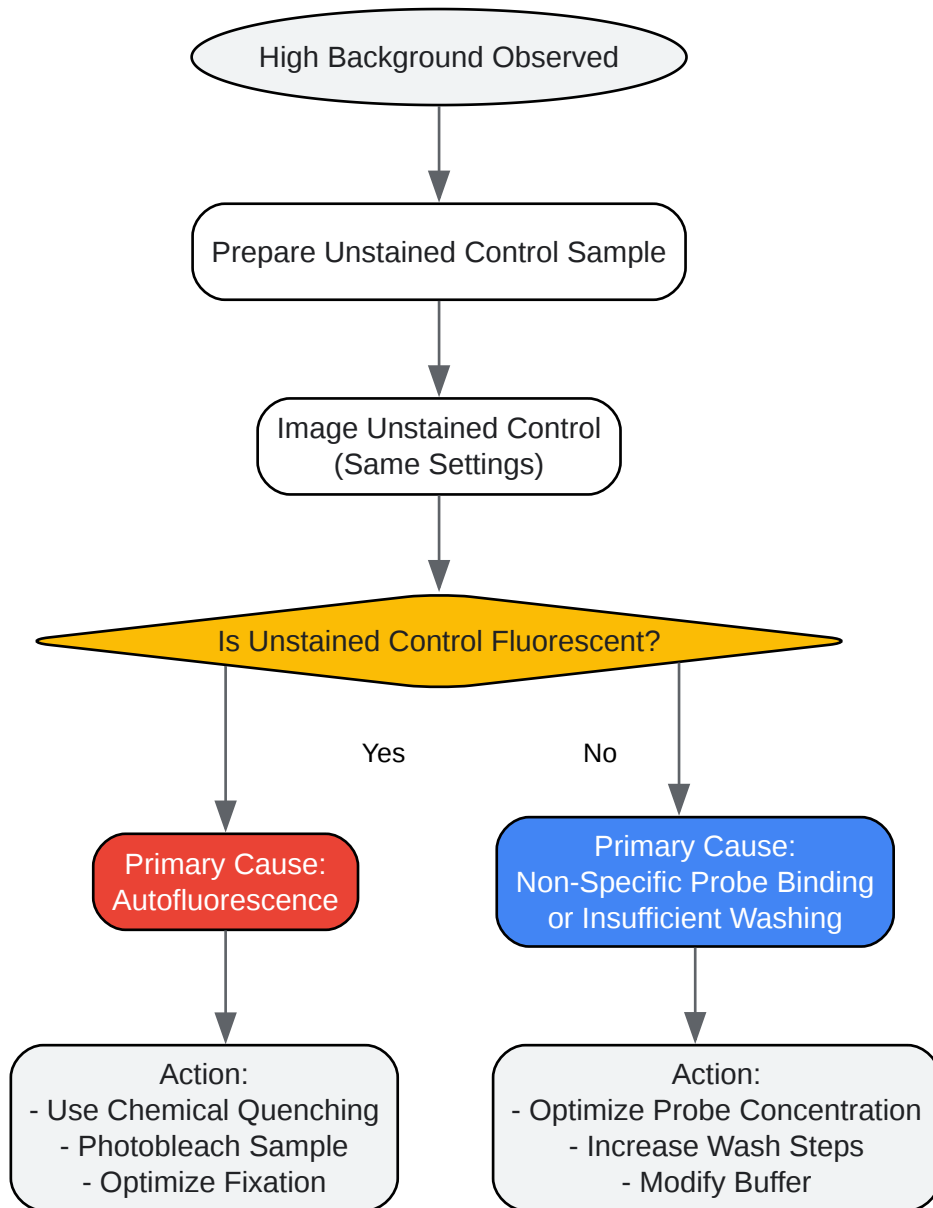 High Background Observed
Prepare Unstained Control Sample
Image Unstained Control
(Same Settings)
Is Unstained Control Fluorescent?
Yes
No
Primary Cause:
Autofluorescence
Primary Cause:
Non-Specific Probe Binding
or Insufficient Washing
Action:
- Use Chemical Quenching
- Photobleach Sample
- Optimize Fixation
Action:
- Optimize Probe Concentration
- Increase Wash Steps
- Modify Buffer